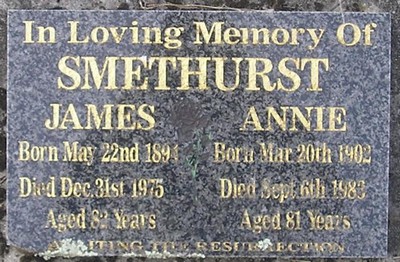 In Loving Memory Of
SMETHURST
JAMES ANNIE
Born May 22nd Born Mar 20th 1902
Died Dec. 31st 1975 Died Sept 6th 1983
Aged Years Aged 81 Years
AWAITING THE RESURRECTION